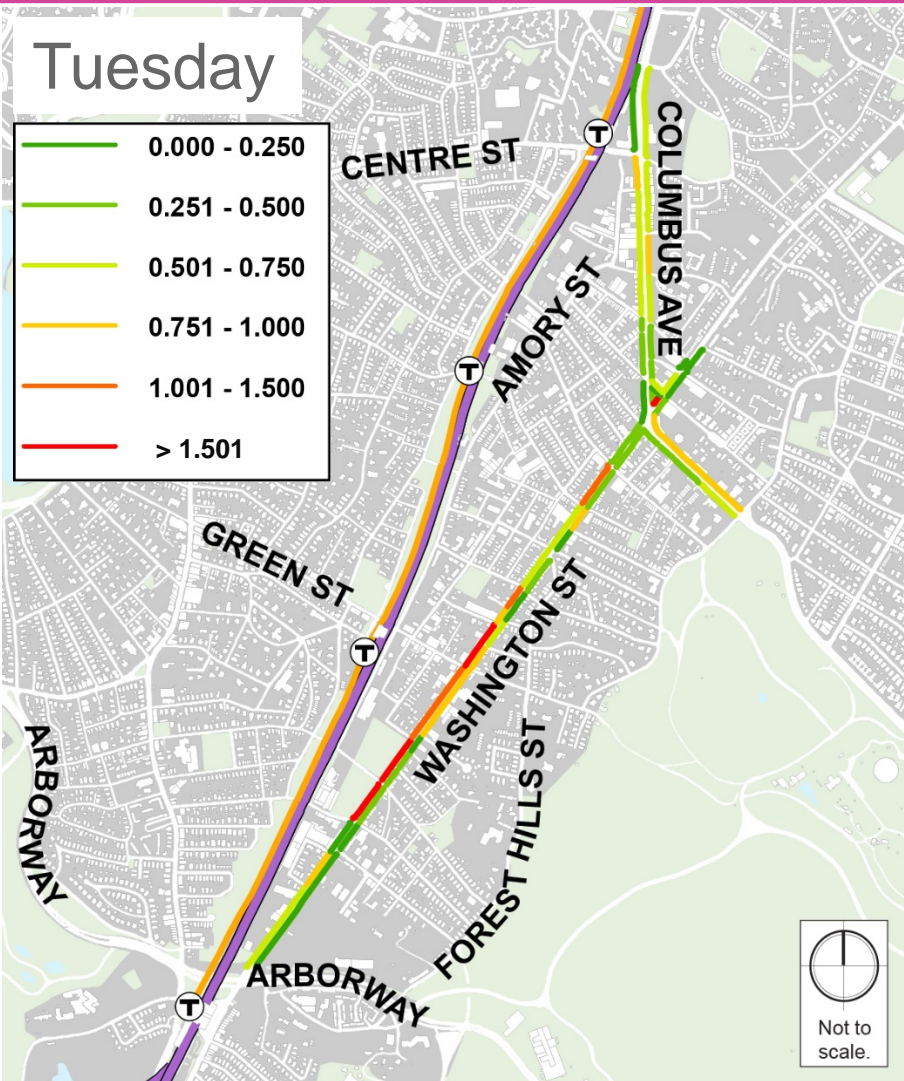 Tuesday
0.000 - 0.250
0.251 - 0.500
0.501 - 0.750
0.751 - 1.000
1.001 - 1.500
> 1.501
CENTRE ST
COLUMBUS AVE
AMORY ST
GREEN ST
WASHINGTON ST
ARBORWAY
FOREST HILLS ST
ARBORWAY
T
T
T
T
Not to
scale.